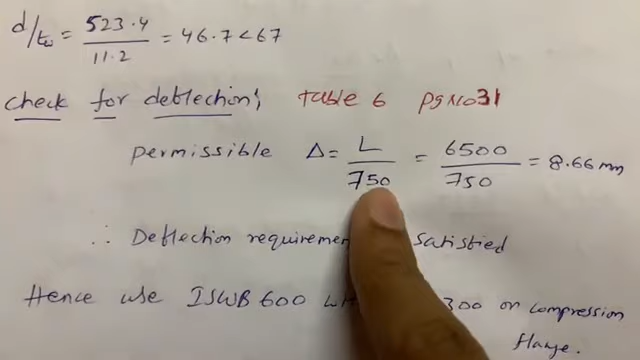 d/tw = 523.4/11.2 = 46.7 < 67
check for deflection; Table 6 Pg No 31
permissible Δ = L/750 = 6500/750 = 8.66 mm
∴ Deflection requiremen satisfied
Hence use ISWB 600 300 on compression
flange.